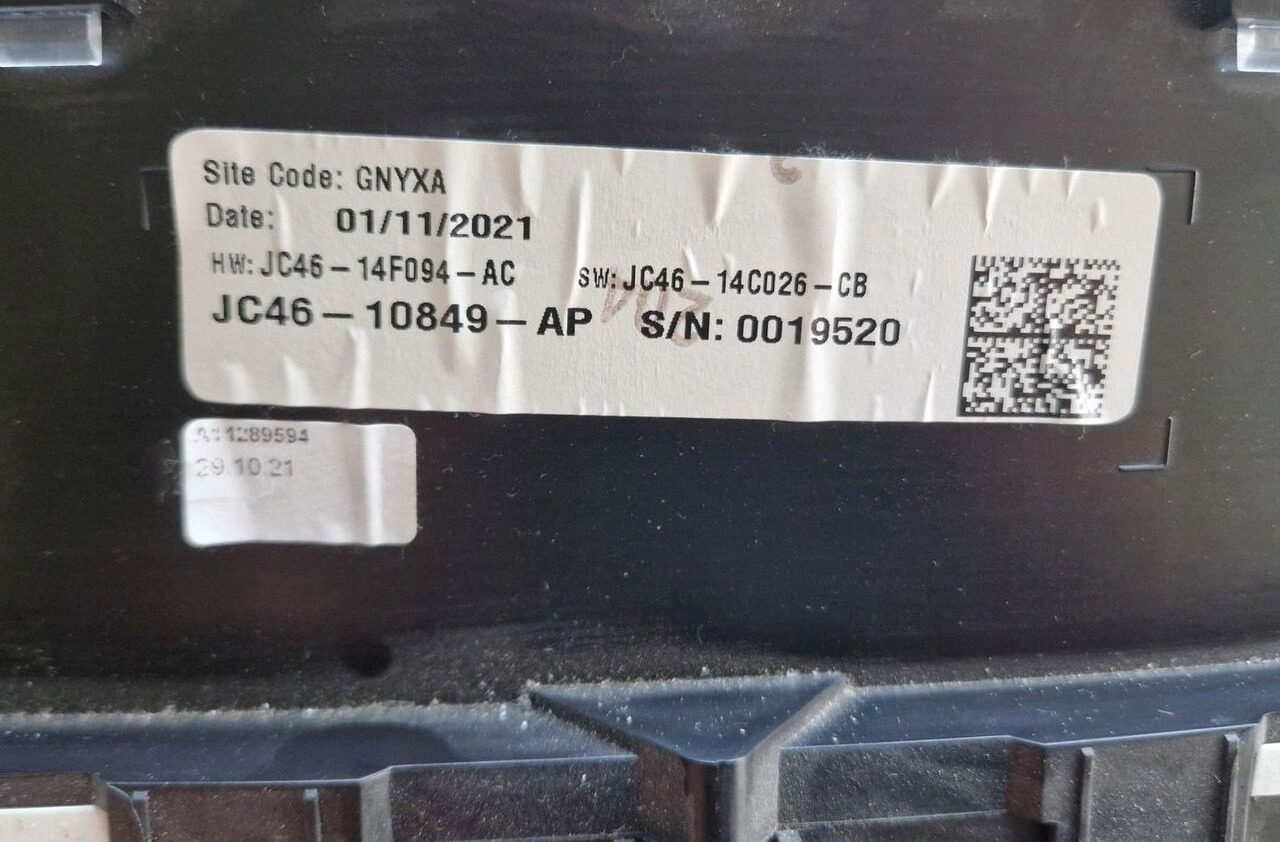 Site Code: GNYXA
Date: 01/11/2021
HW: JC46-14F094-AC SW: JC46-14C026-CB
JC46-10849-AP S/N: 0019520
29.10.21